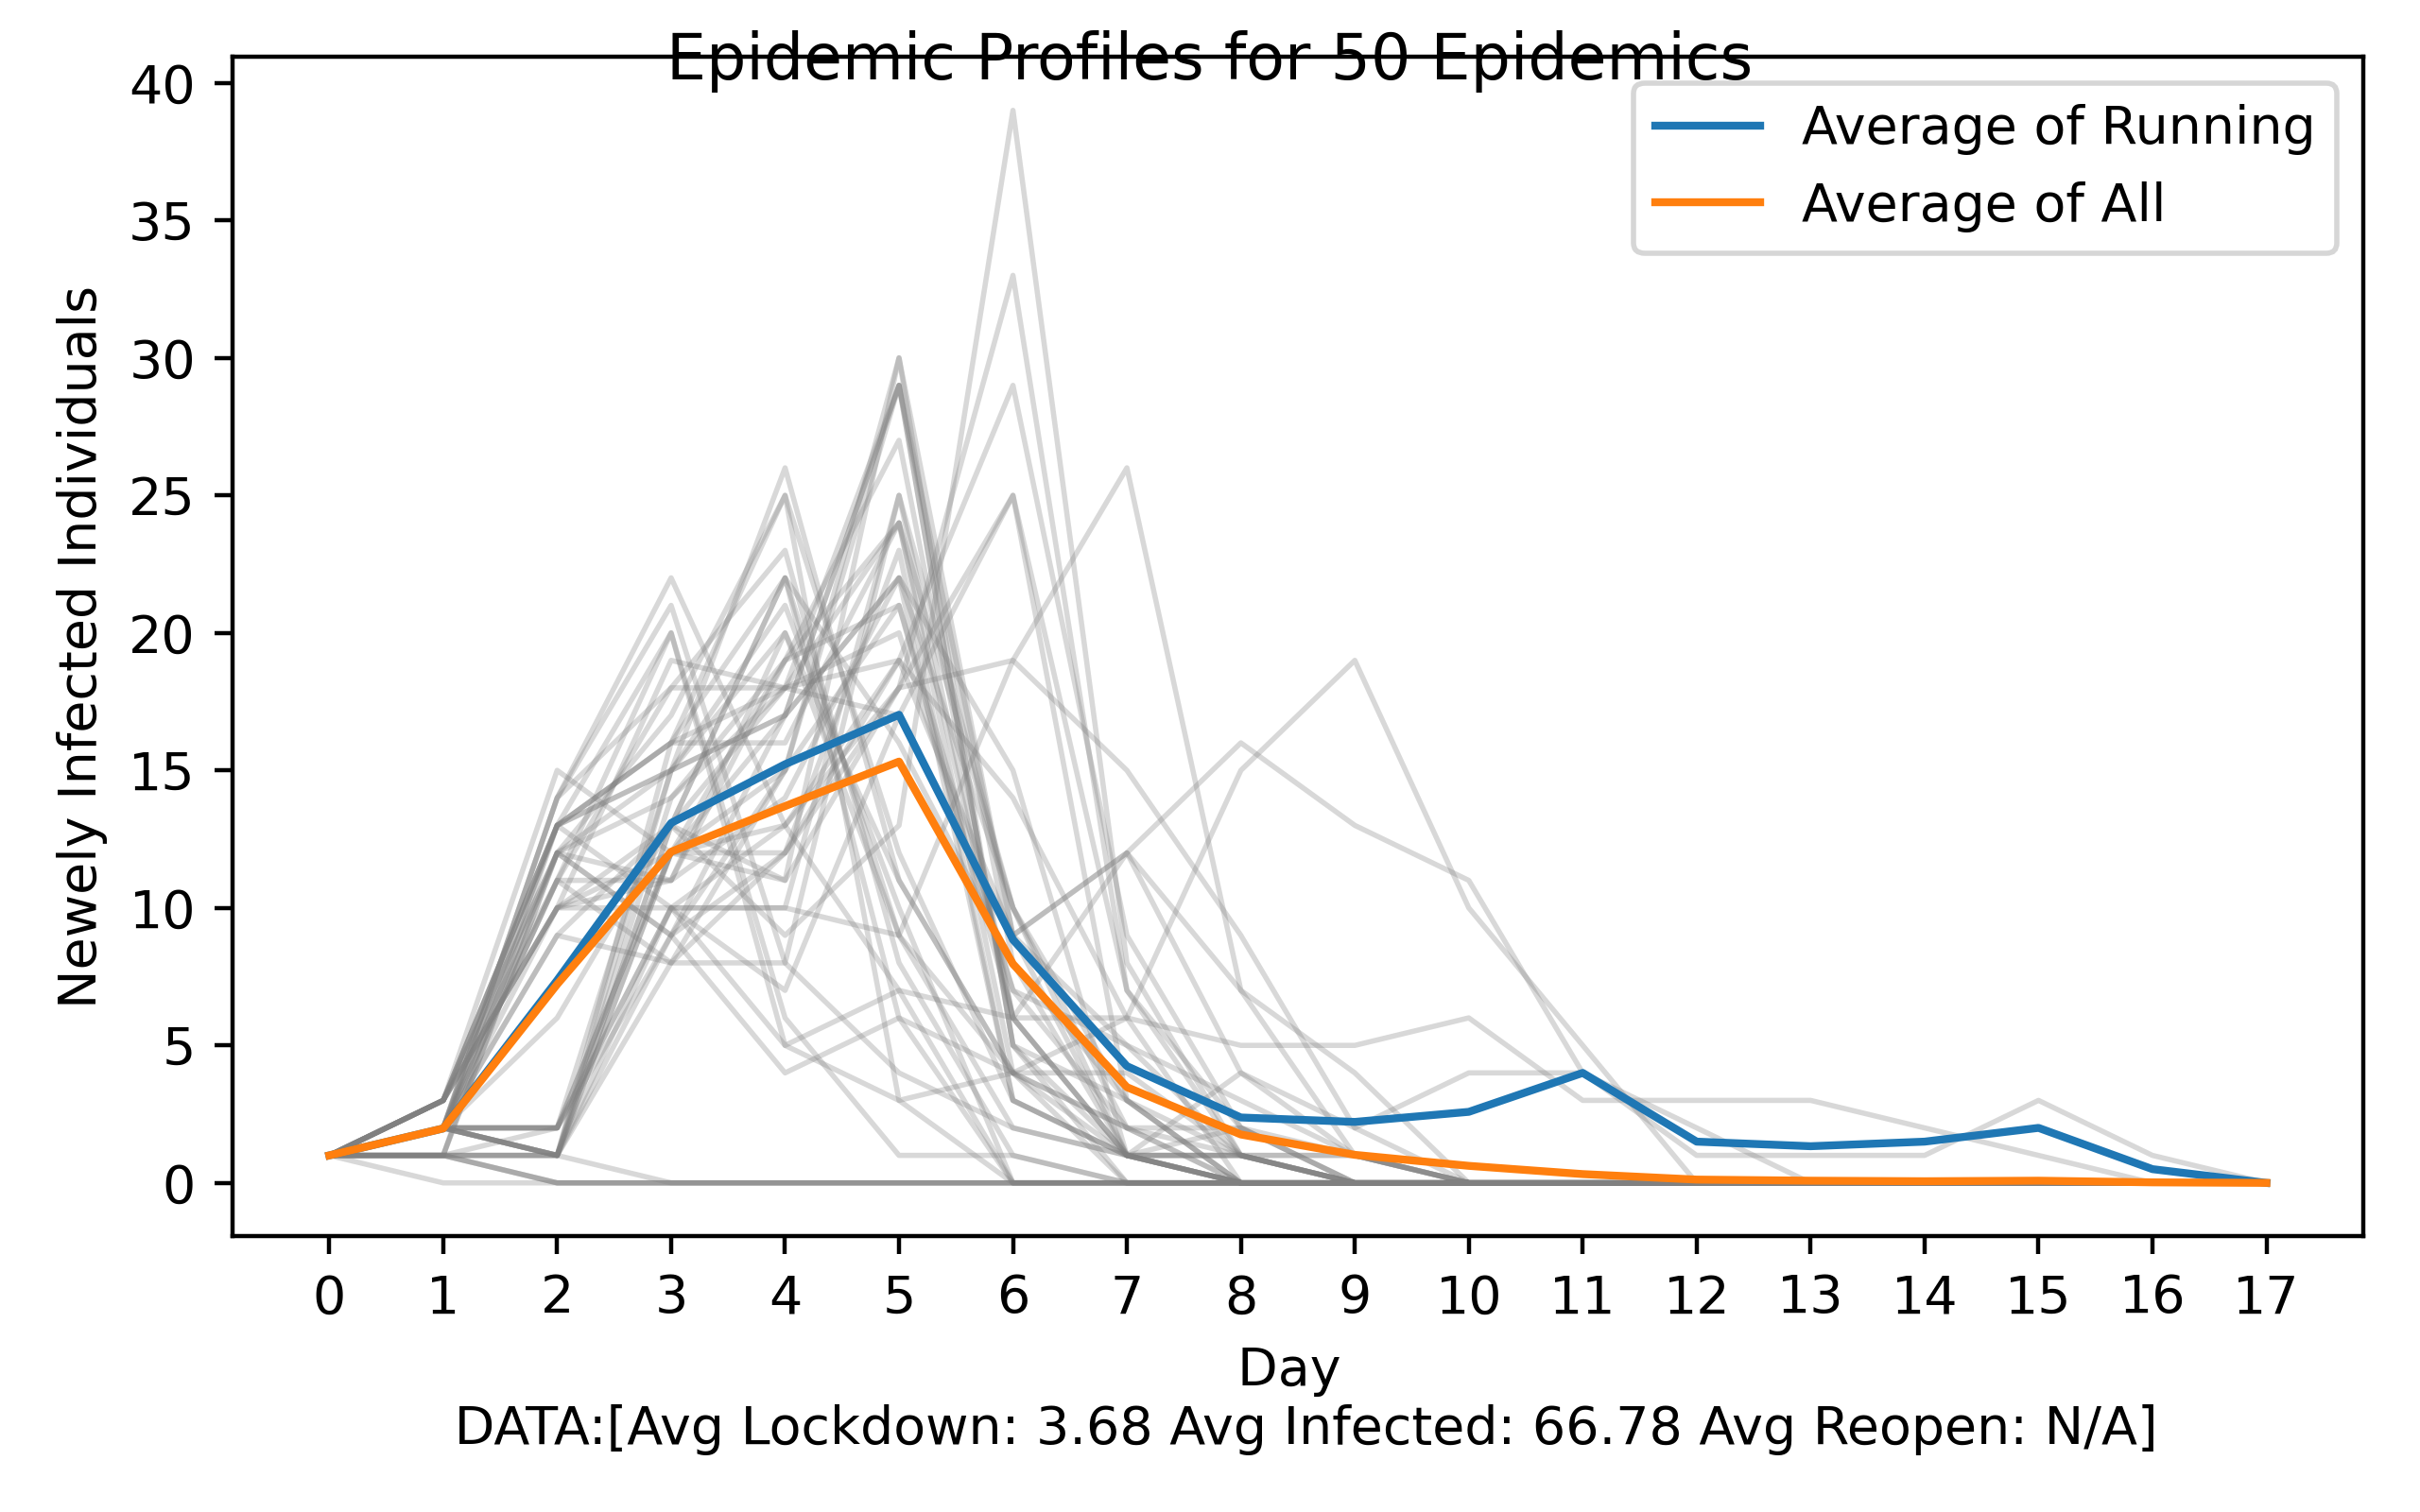 Epidemic Profiles for 50 Epidemics
Average of Running
Average of All
Newely Infected Individuals
40
35
30
25
20
15
10
5
0
0 1 2 3 4 5 6 7 8 9 10 11 12 13 14 15 16 17
Day
DATA:[Avg Lockdown: 3.68 Avg Infected: 66.78 Avg Reopen: N/A]